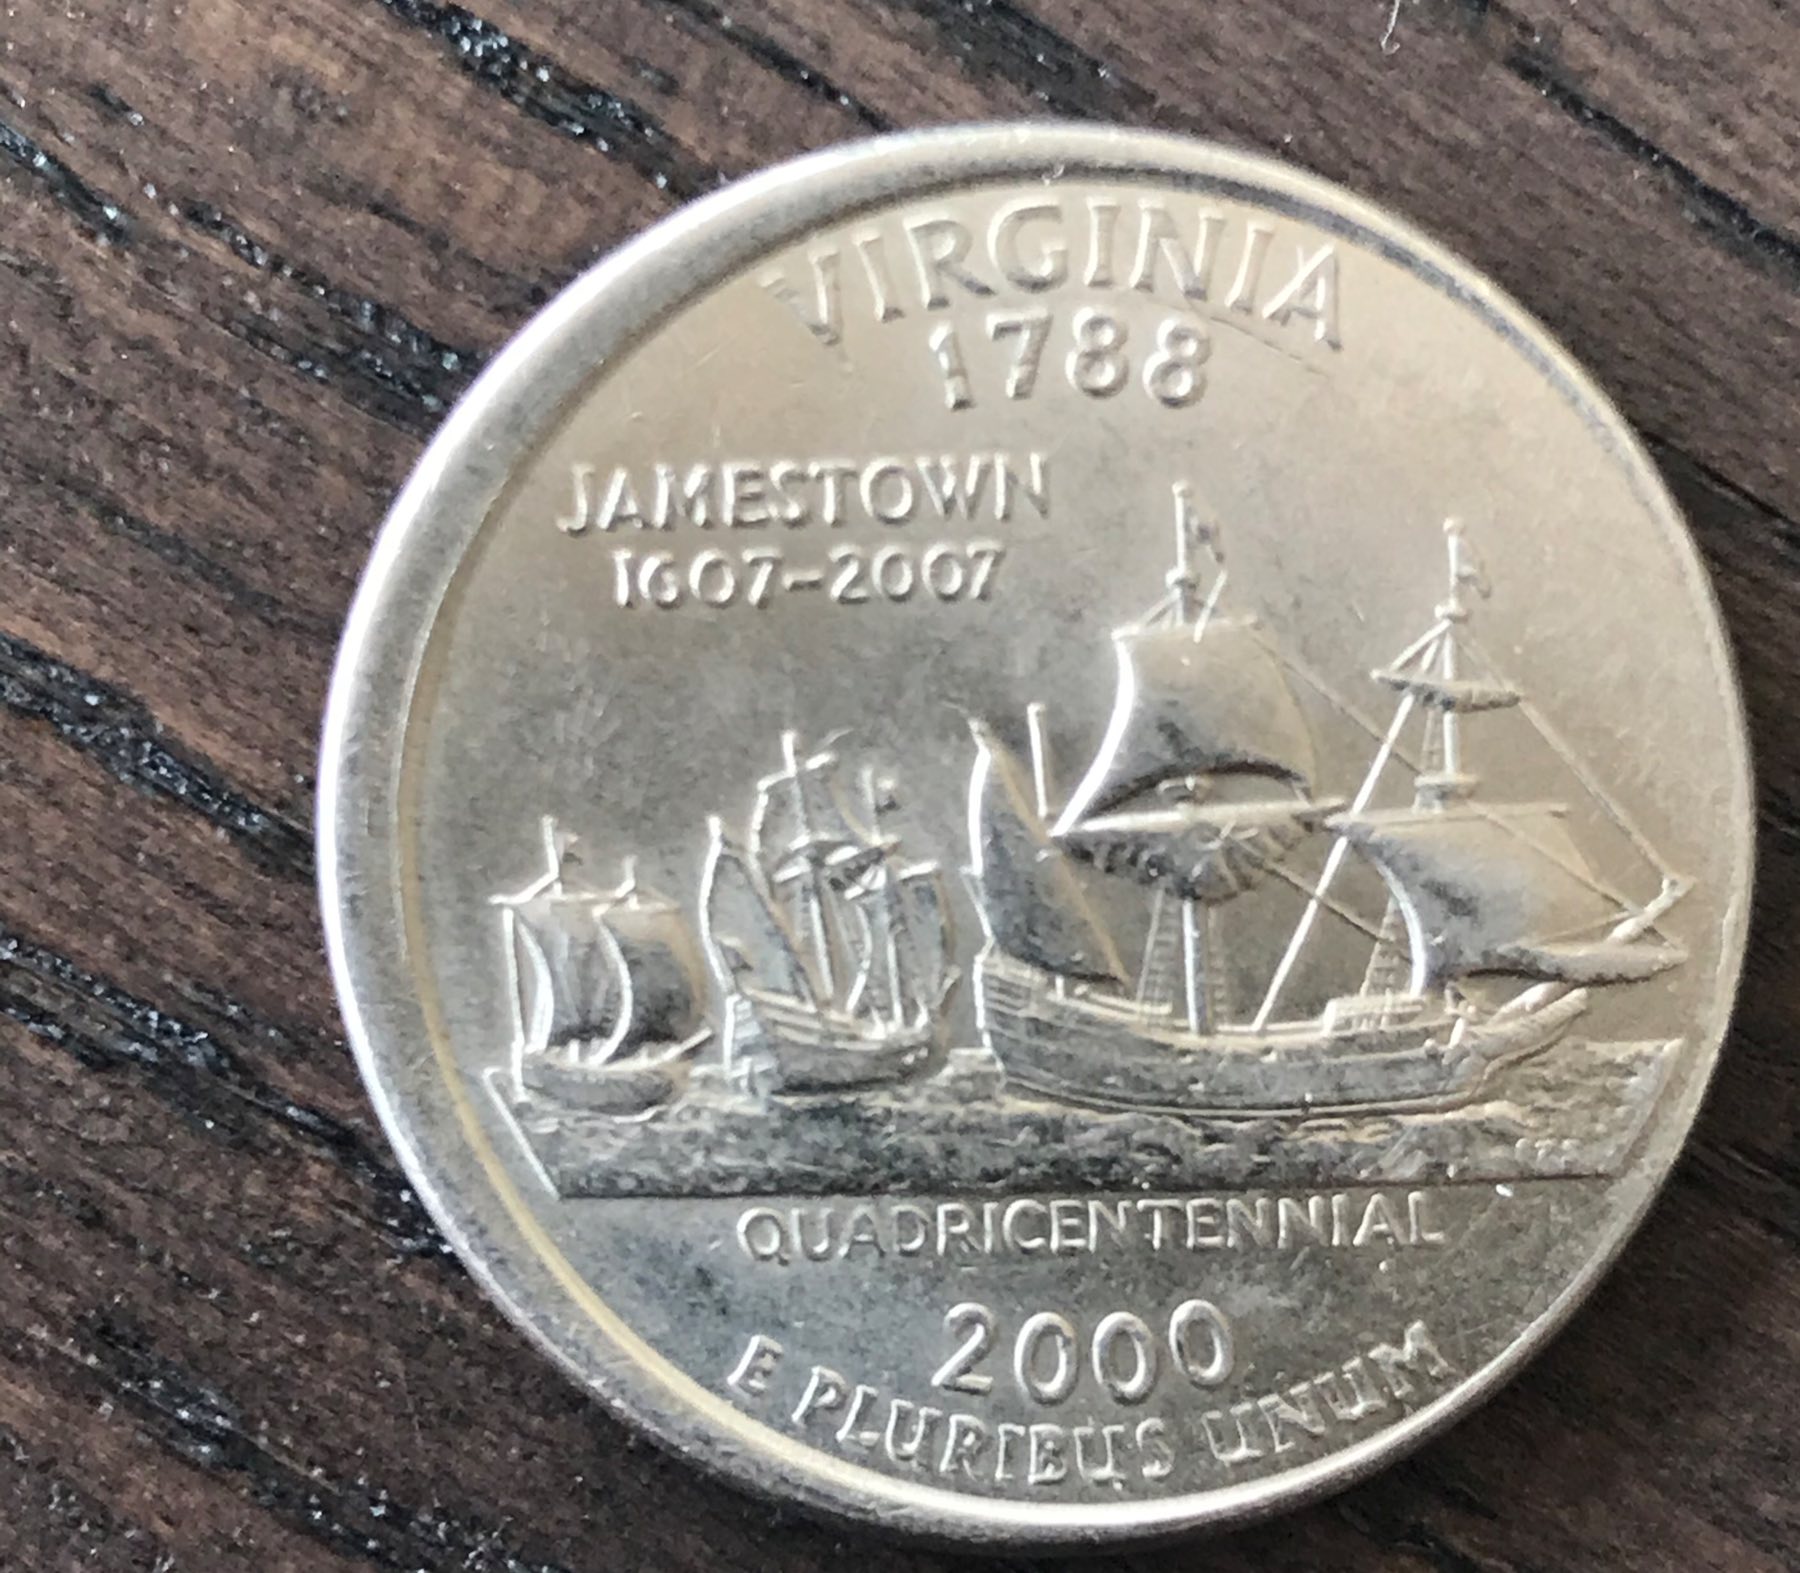 VIRGINIA
1788
JAMESTOWN
1607-2007
QUADRICENTENNIAL
2000
E PLURIBUS UNUM